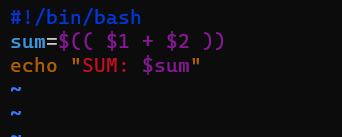 #!/bin/bash
sum=$(( $1 + $2 ))
echo "SUM: $sum"
~
~
~